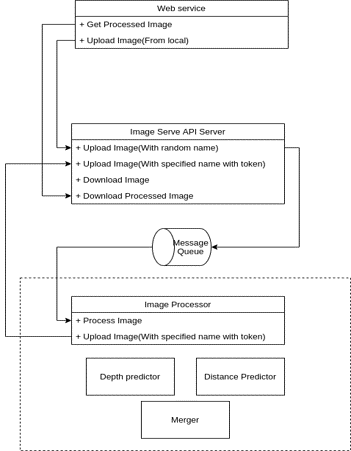 Web service
+ Get Processed Image
+ Upload Image(From local)
Image Serve API Server
+ Upload Image(With random name)
+ Upload Image(With specified name with token)
+ Download Image
+ Download Processed Image
Message
Queue
Image Processor
+ Process Image
+ Upload Image(With specified name with token)
Depth predictor
Distance Predictor
Merger